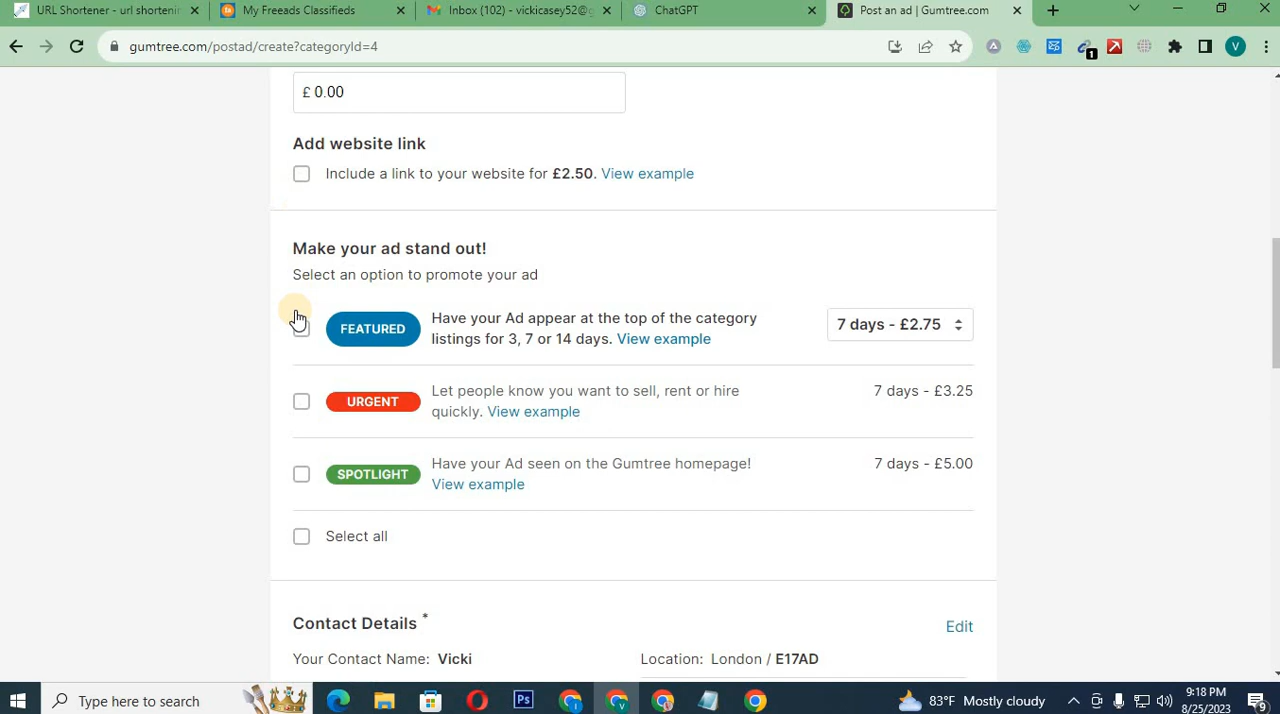 URL Shortener - url shortenin
My Freeads Classifieds
Inbox (102) - vickicasey52@g
ChatGPT
Post an ad | Gumtree.com
gumtree.com/postad/create?categoryId=4
1
V
£ 0.00
Add website link
Include a link to your website for £2.50. View example
Make your ad stand out!
Select an option to promote your ad
FEATURED
Have your Ad appear at the top of the category
listings for 3, 7 or 14 days. View example
7 days - £2.75
URGENT
Let people know you want to sell, rent or hire
quickly. View example
7 days - £3.25
SPOTLIGHT
Have your Ad seen on the Gumtree homepage!
View example
7 days - £5.00
Select all
Contact Details *
Edit
Your Contact Name: Vicki
Location: London / E17AD
Type here to search
Ps
83°F Mostly cloudy
9:18 PM
8/25/2023
9